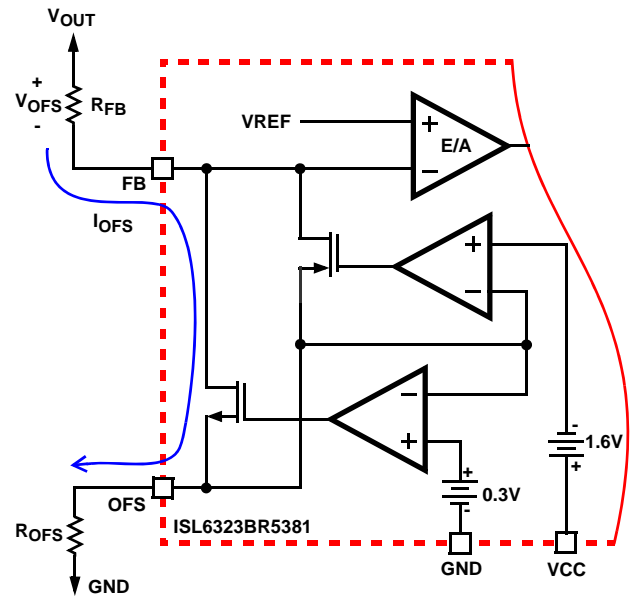 VOUT
+
VOFS
-
RFB
VREF
+
E/A
−
FB
IOFS
+
−
−
+
-
1.6V
+
+
0.3V
-
OFS
ISL6323BR5381
ROFS
GND
GND
VCC